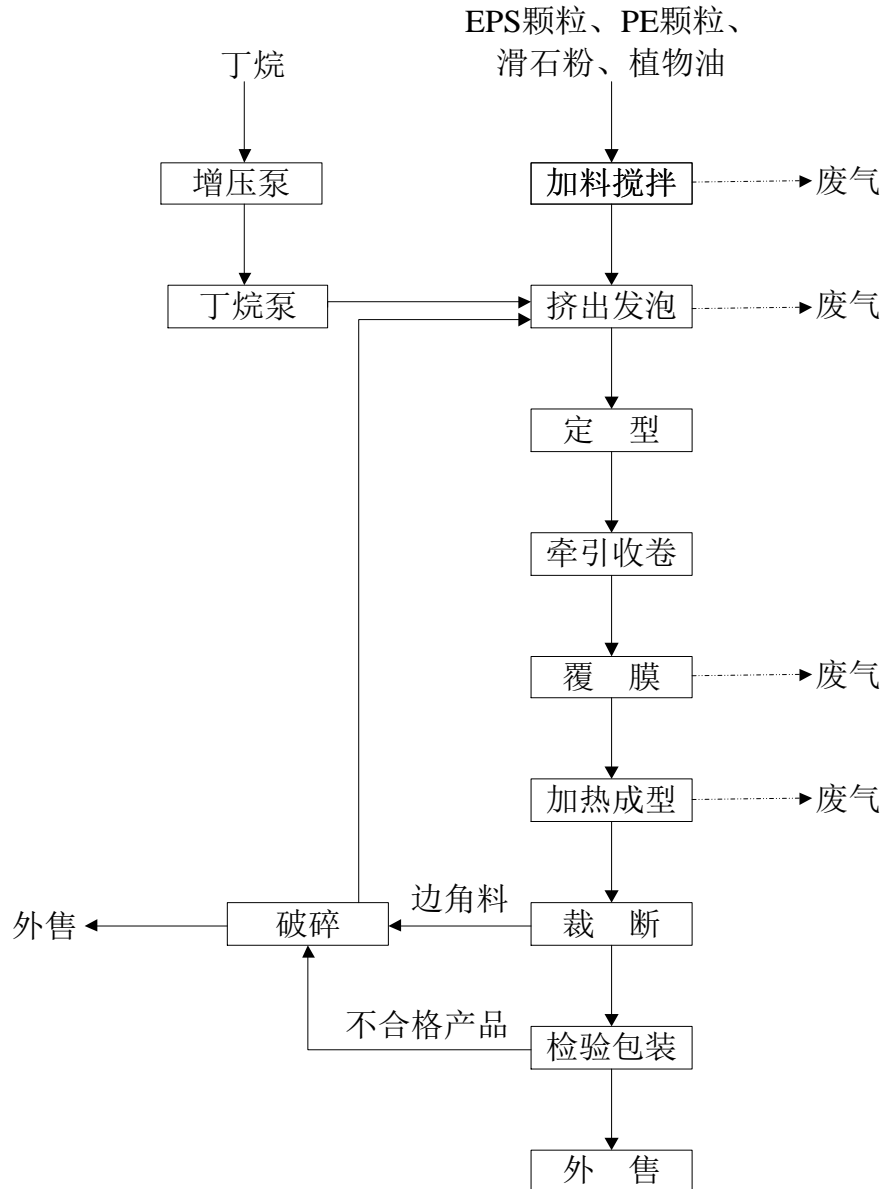 EPS颗粒、PE颗粒、
滑石粉、植物油
丁烷
增压泵
加料搅拌
废气
丁烷泵
挤出发泡
废气
定 型
牵引收卷
覆 膜
废气
加热成型
废气
边角料
外售
破碎
裁 断
不合格产品
检验包装
外 售